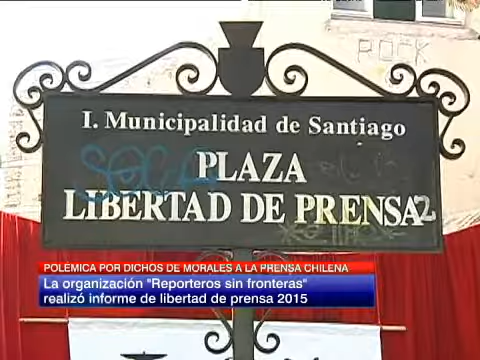 ROCK
I. Municipalidad de Santiago
PLAZA
LIBERTAD DE PRENSA
POLÉMICA POR DICHOS DE MORALES A LA PRENSA CHILENA
La organización "Reporteros sin fronteras"
realizó informe de libertad de prensa 2015